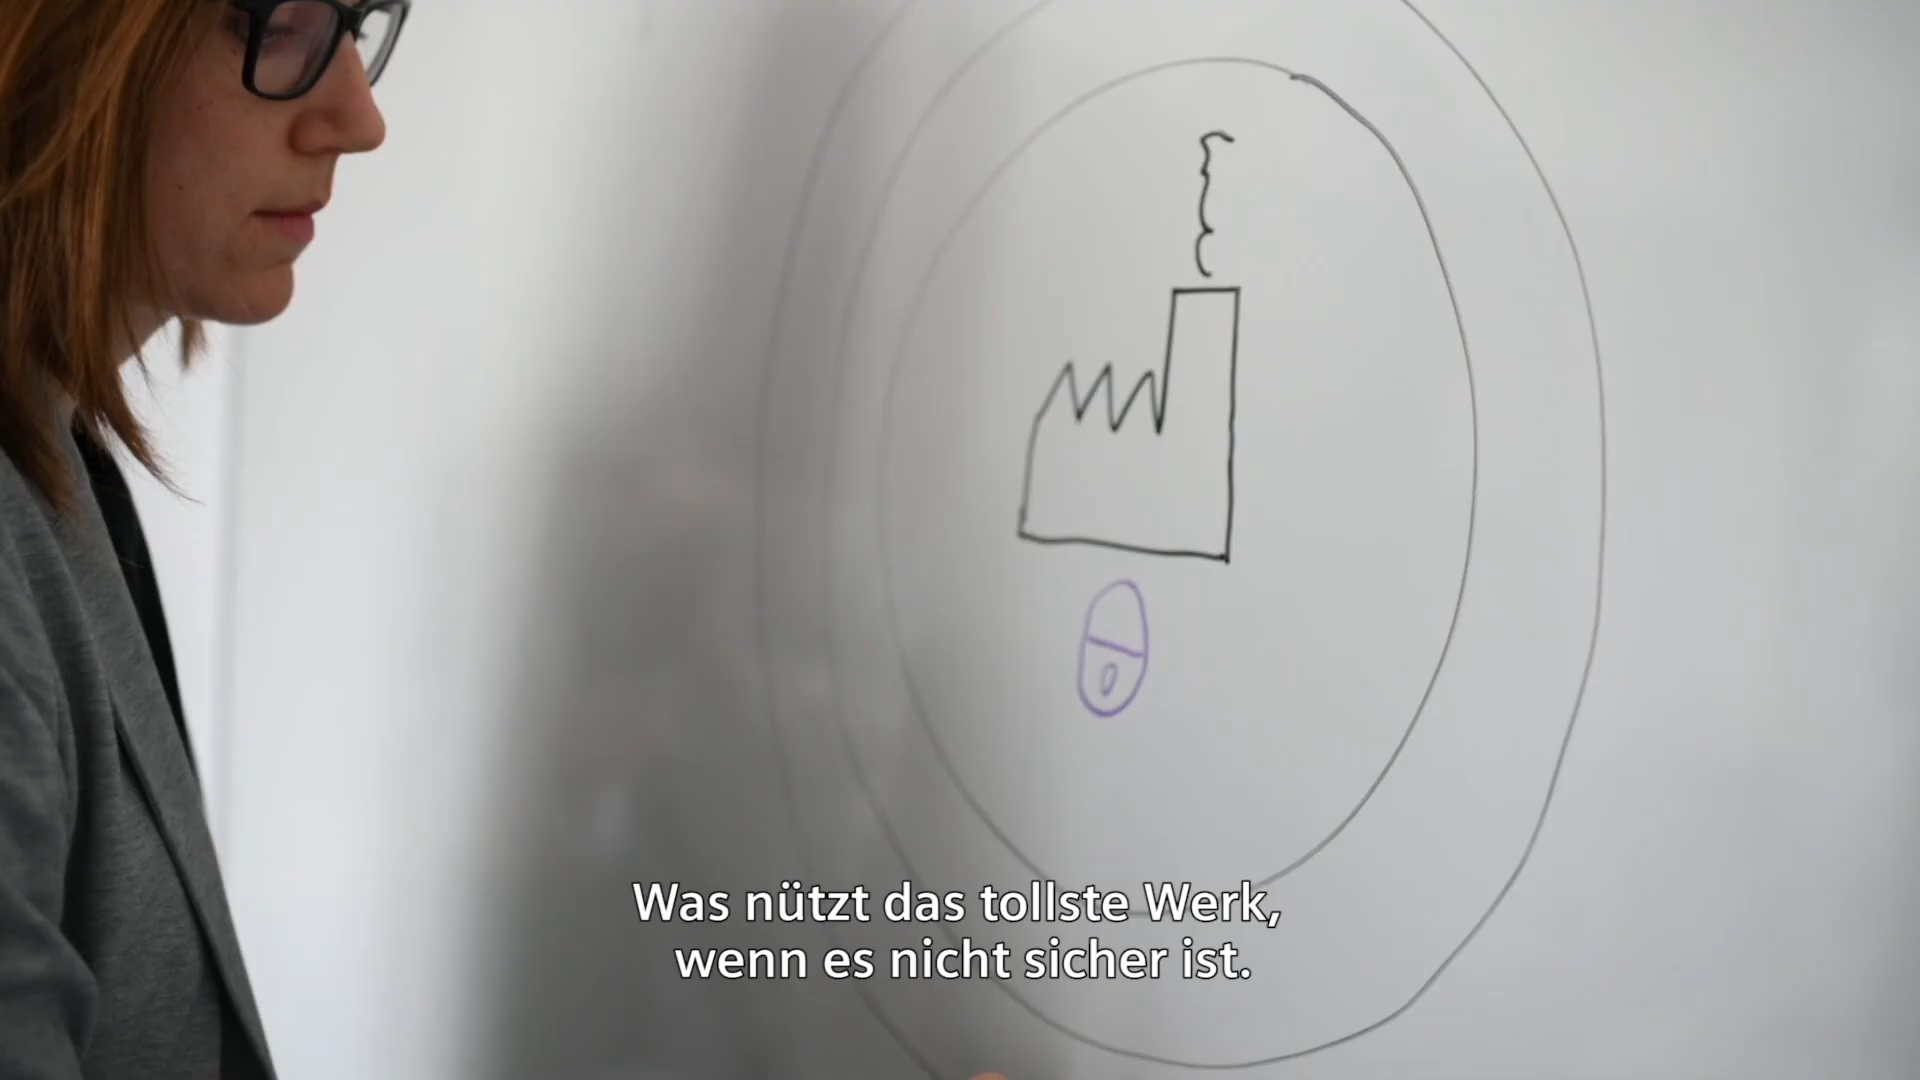 Was nützt das tollste Werk,
wenn es nicht sicher ist.